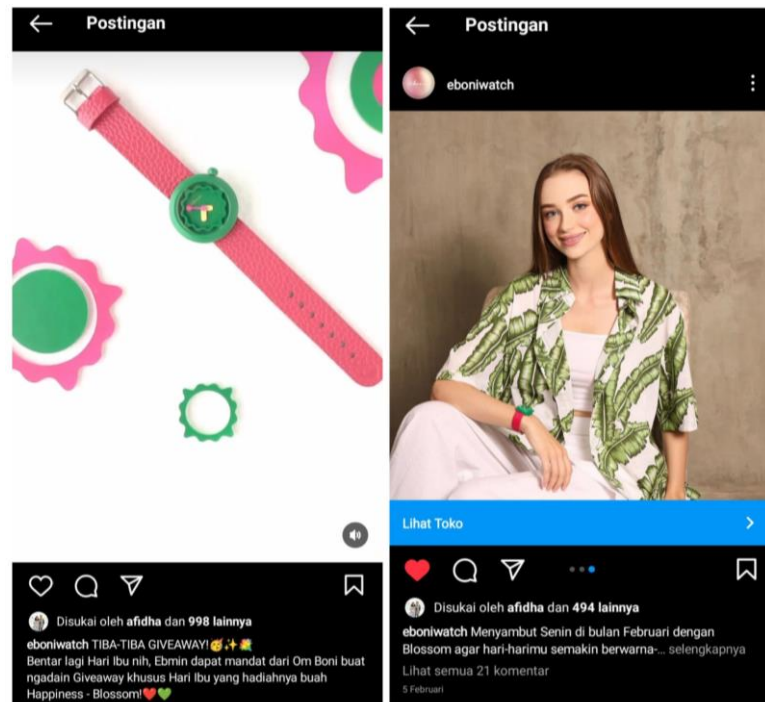 Postingan
Disukai oleh afidha dan 998 lainnya
eboniwatch TIBA-TIBA GIVEAWAY!🥳✨💐
Bentar lagi Hari Ibu nih, Ebmin dapat mandat dari Om Boni buat
ngadain Giveaway khusus Hari Ibu yang hadiahnya buah
Happiness - Blossom!❤️💚
Postingan
eboniwatch
Lihat Toko
Disukai oleh afidha dan 494 lainnya
eboniwatch Menyambut Senin di bulan Februari dengan
Blossom agar hari-harimu semakin berwarna-... selengkapnya
Lihat semua 21 komentar
5 Februari